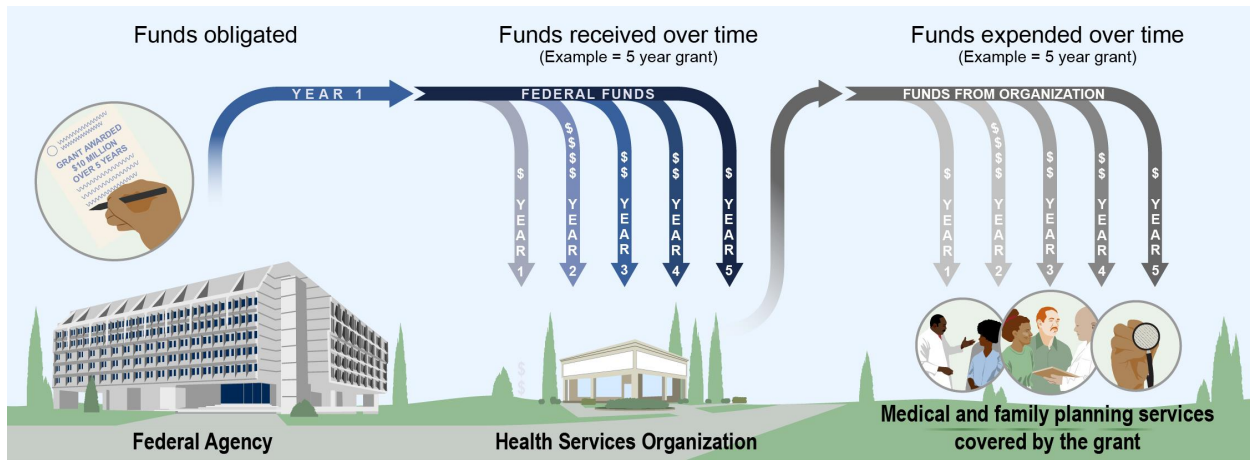 Funds obligated
Funds received over time
(Example = 5 year grant)
Funds expended over time
(Example = 5 year grant)
YEAR 1
FEDERAL FUNDS
FUNDS FROM ORGANIZATION
GRANT AWARDED
$10 MILLION
OVER 5 YEARS
$ YEAR 1
$$$$ YEAR 2
$$ YEAR 3
$$ YEAR 4
$ YEAR 5
$ YEAR 1
$$$$ YEAR 2
$$ YEAR 3
$$ YEAR 4
$ YEAR 5
$
$
Federal Agency
Health Services Organization
Medical and family planning services
covered by the grant